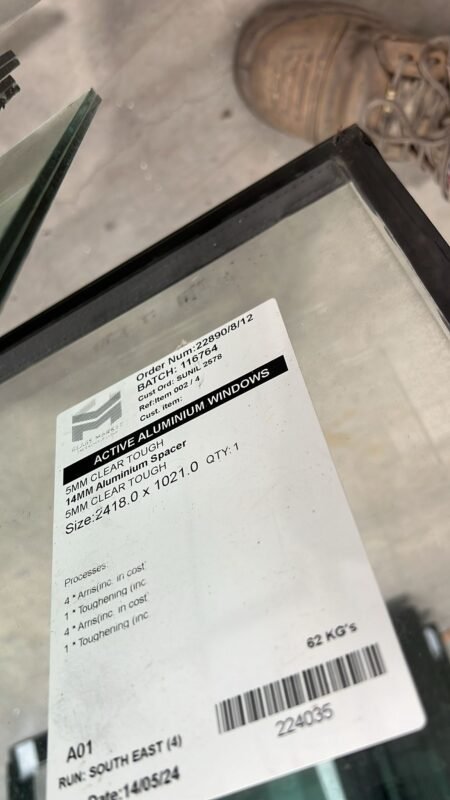 Order Num:22890/8/12
BATCH: 116764
Cust Ord: SUNIL 2678
Ref:Item 002 / 4
Cust. item:
GLASS MARKET
ACTIVE ALUMINIUM WINDOWS
5MM CLEAR TOUGH
14MM Aluminium Spacer
5MM CLEAR TOUGH
Size:2418.0 x 1021.0 QTY: 1
Processes:
4 * Arris(inc. in cost
1 * Toughening (inc
4 * Arris(inc. in cost
1 * Toughening (inc
62 KG's
224035
A01
RUN: SOUTH EAST (4)
Date:14/05/24